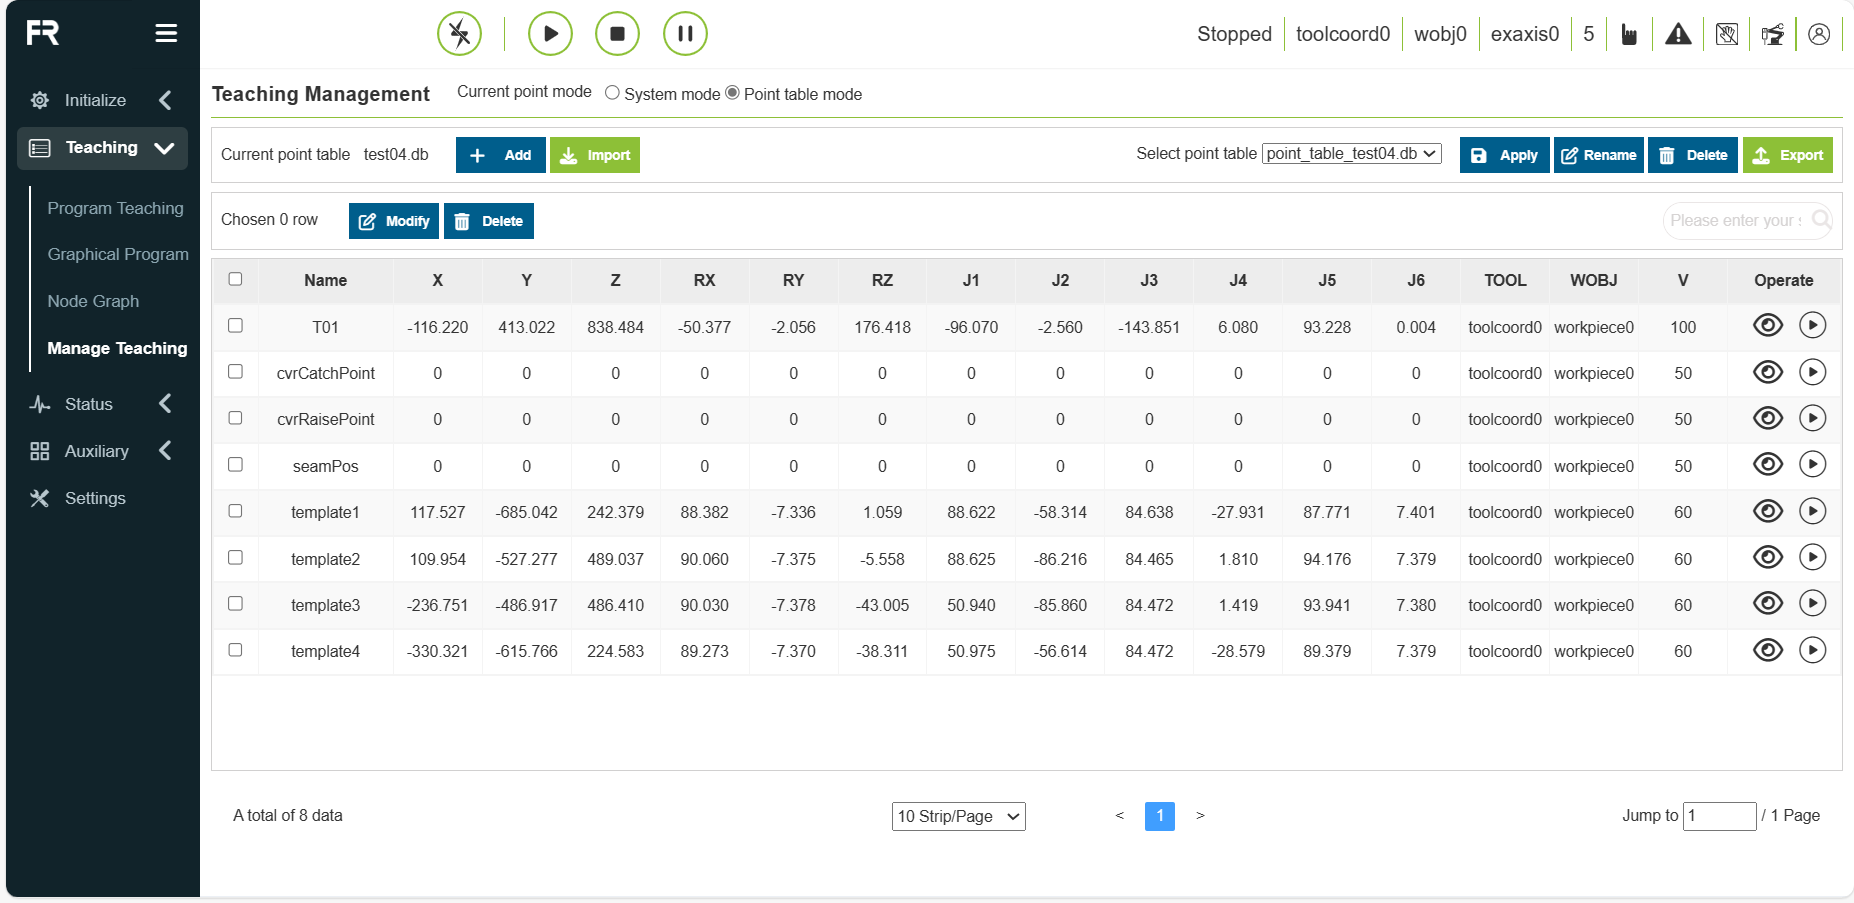 FR
Stopped toolcoord0 wobj0 exaxis0 5
Initialize
Teaching
Program Teaching
Graphical Program
Node Graph
Manage Teaching
Status
Auxiliary
Settings
Teaching Management Current point mode System mode Point table mode
Current point table test04.db Add Import Select point table point_table_test04.db Apply Rename Delete Export
Chosen 0 row Modify Delete Please enter your s
Name X Y Z RX RY RZ J1 J2 J3 J4 J5 J6 TOOL WOBJ V Operate
T01 -116.220 413.022 838.484 -50.377 -2.056 176.418 -96.070 -2.560 -143.851 6.080 93.228 0.004 toolcoord0 workpiece0 100
cvrCatchPoint 0 0 0 0 0 0 0 0 0 0 0 0 toolcoord0 workpiece0 50
cvrRaisePoint 0 0 0 0 0 0 0 0 0 0 0 0 toolcoord0 workpiece0 50
seamPos 0 0 0 0 0 0 0 0 0 0 0 0 toolcoord0 workpiece0 50
template1 117.527 -685.042 242.379 88.382 -7.336 1.059 88.622 -58.314 84.638 -27.931 87.771 7.401 toolcoord0 workpiece0 60
template2 109.954 -527.277 489.037 90.060 -7.375 -5.558 88.625 -86.216 84.465 1.810 94.176 7.379 toolcoord0 workpiece0 60
template3 -236.751 -486.917 486.410 90.030 -7.378 -43.005 50.940 -85.860 84.472 1.419 93.941 7.380 toolcoord0 workpiece0 60
template4 -330.321 -615.766 224.583 89.273 -7.370 -38.311 50.975 -56.614 84.472 -28.579 89.379 7.379 toolcoord0 workpiece0 60
A total of 8 data 10 Strip/Page < 1 > Jump to 1 / 1 Page